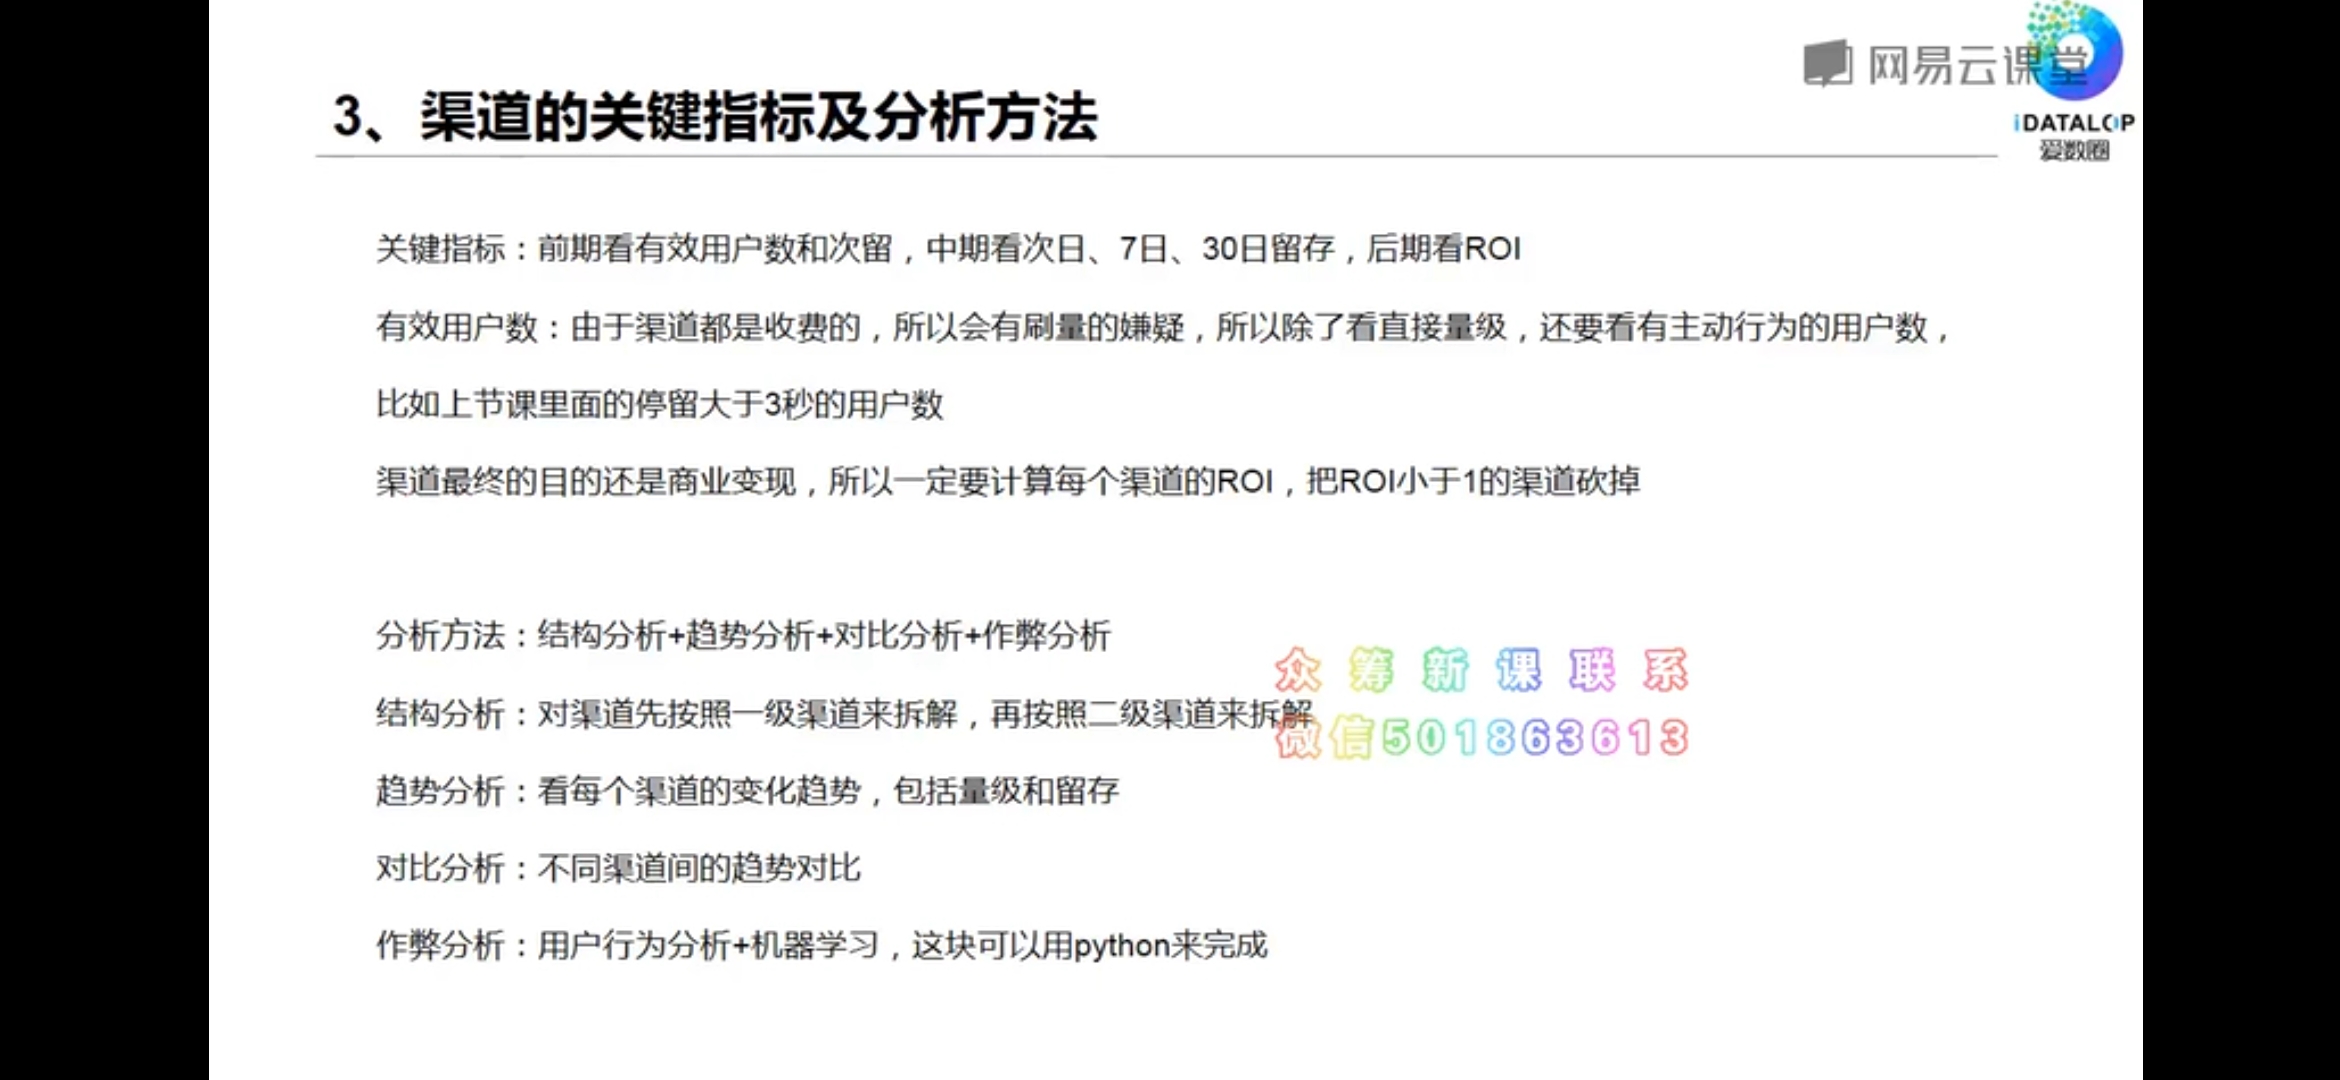 网易云课堂
iDATALOP
爱数圈
3、渠道的关键指标及分析方法
关键指标：前期看有效用户数和次留，中期看次日、7日、30日留存，后期看ROI
有效用户数：由于渠道都是收费的，所以会有刷量的嫌疑，所以除了看直接量级，还要看有主动行为的用户数，
比如上节课里面的停留大于3秒的用户数
渠道最终的目的还是商业变现，所以一定要计算每个渠道的ROI，把ROI小于1的渠道砍掉
分析方法：结构分析+趋势分析+对比分析+作弊分析
众筹新课联系
结构分析：对渠道先按照一级渠道来拆解，再按照二级渠道来拆解
微信501863613
趋势分析：看每个渠道的变化趋势，包括量级和留存
对比分析：不同渠道间的趋势对比
作弊分析：用户行为分析+机器学习，这块可以用python来完成